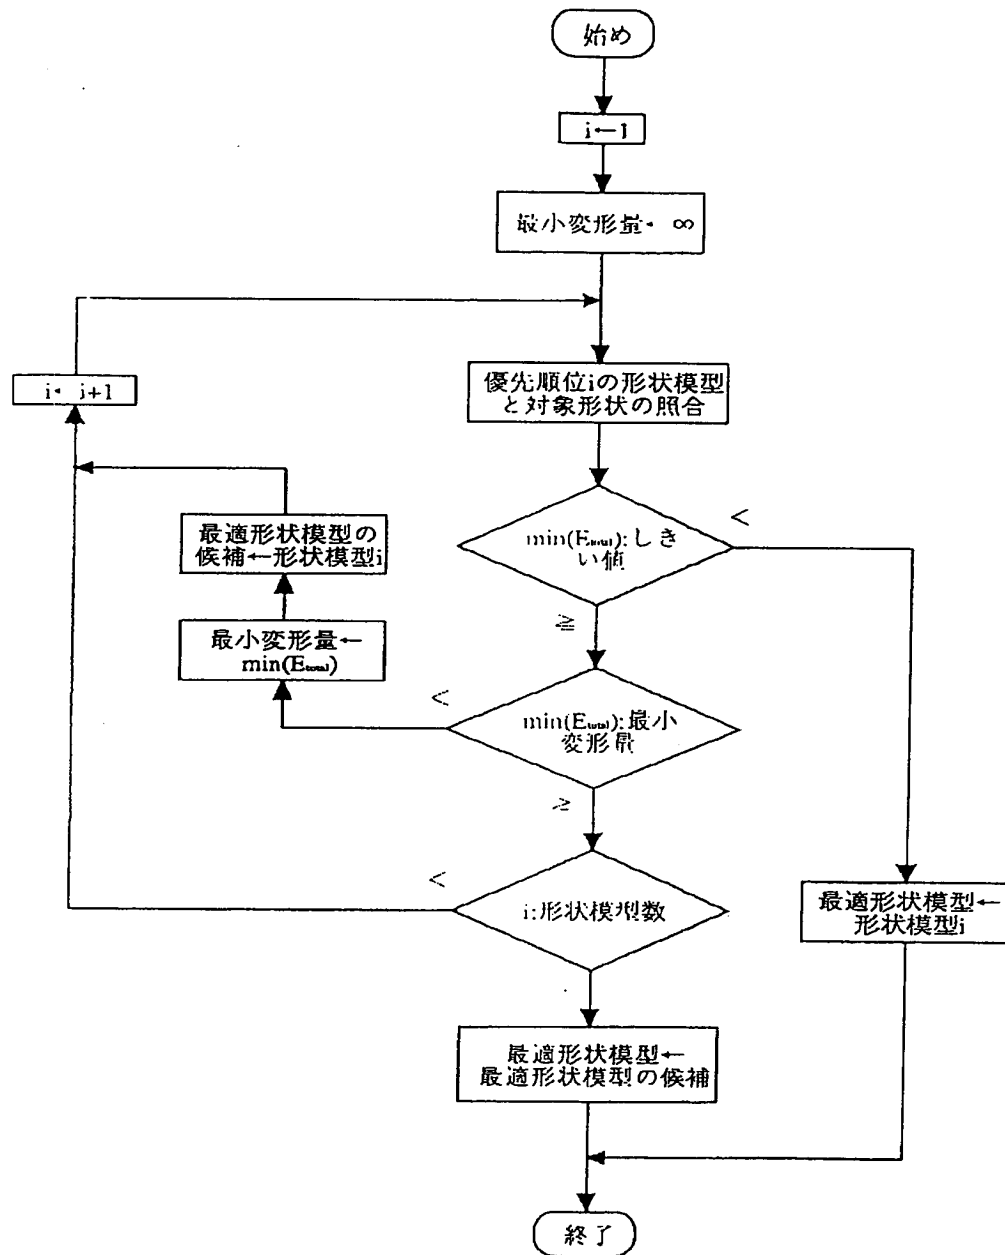 始め
i←1
最小変形量← ∞
i← i+1
優先順位iの形状模型
と対象形状の照合
<
min(Etotal):しき
い値
最適形状模型の
候補←形状模型i
≧
最小変形量←
min(Etotal)
<
min(Etotal):最小
変形量
≧
<
i:形状模型数
最適形状模型←
形状模型i
最適形状模型←
最適形状模型の候補
終了